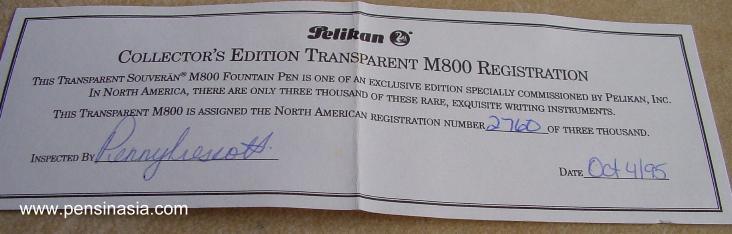 Pelikan
COLLECTOR'S EDITION TRANSPARENT M800 REGISTRATION
THIS TRANSPARENT SOUVERÄN® M800 FOUNTAIN PEN IS ONE OF AN EXCLUSIVE EDITION SPECIALLY COMMISSIONED BY PELIKAN, INC.
IN NORTH AMERICA, THERE ARE ONLY THREE THOUSAND OF THESE RARE, EXQUISITE WRITING INSTRUMENTS.
THIS TRANSPARENT M800 IS ASSIGNED THE NORTH AMERICAN REGISTRATION NUMBER 2760 OF THREE THOUSAND.
INSPECTED BY Penny Prescott
DATE Oct 4/95
www.pensinasia.com